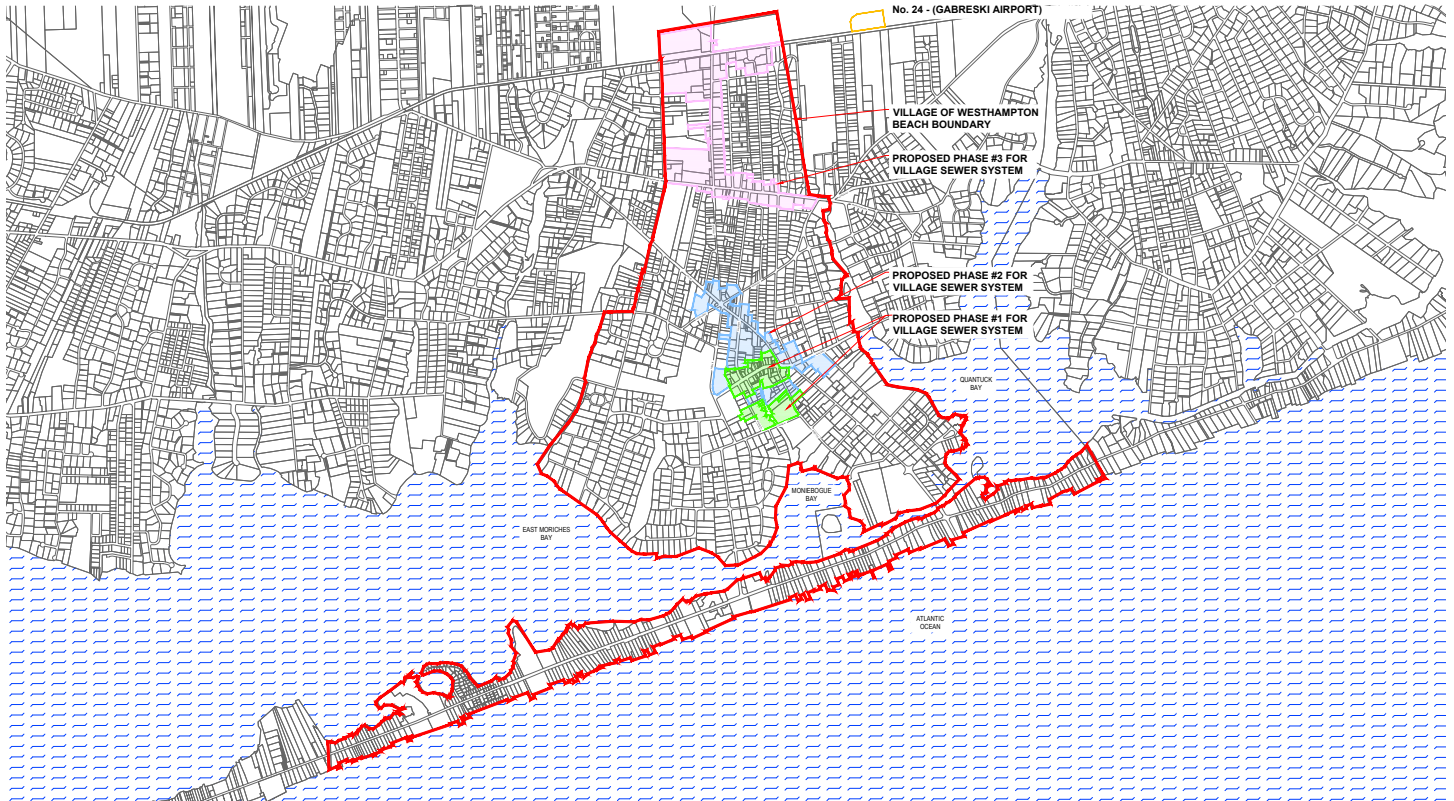 No. 24 - (GABRESKI AIRPORT)
VILLAGE OF WESTHAMPTON
BEACH BOUNDARY
PROPOSED PHASE #3 FOR
VILLAGE SEWER SYSTEM
PROPOSED PHASE #2 FOR
VILLAGE SEWER SYSTEM
PROPOSED PHASE #1 FOR
VILLAGE SEWER SYSTEM
QUANTUCK
BAY
MONIEBOGUE
BAY
EAST MORICHES
BAY
ATLANTIC
OCEAN